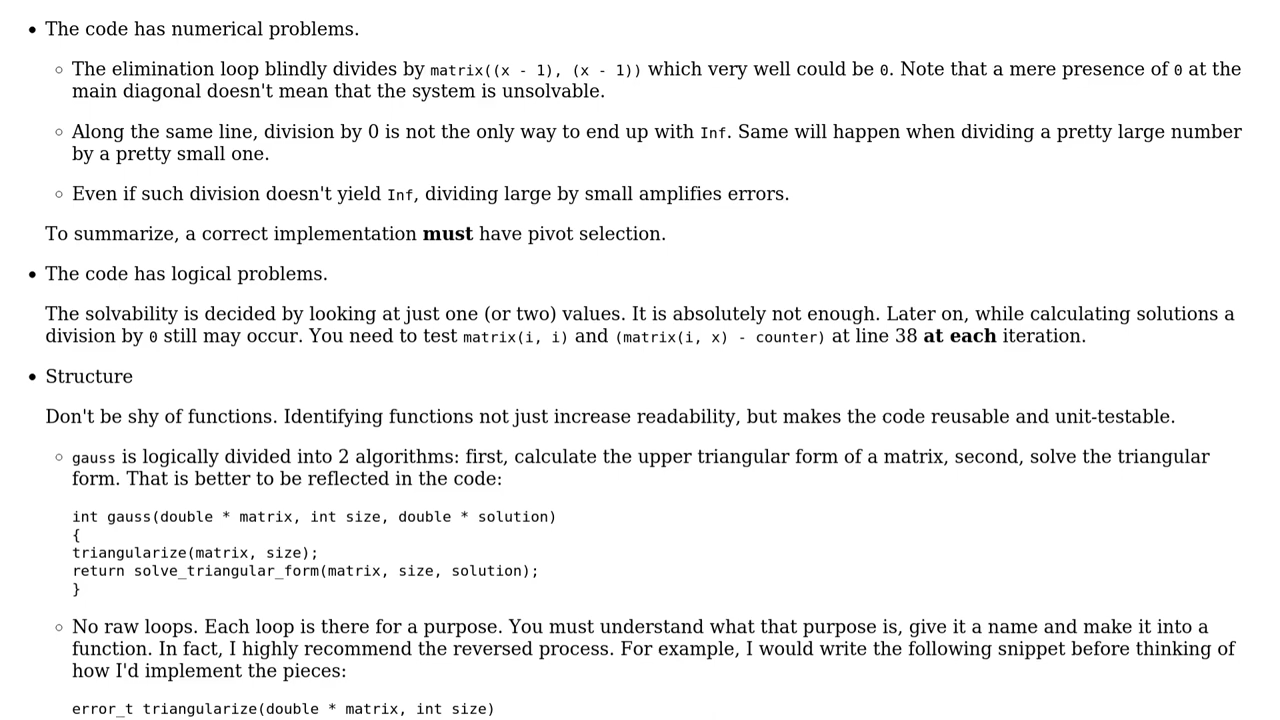 • The code has numerical problems.
◦ The elimination loop blindly divides by matrix((x - 1), (x - 1)) which very well could be 0. Note that a mere presence of 0 at the
main diagonal doesn't mean that the system is unsolvable.
◦ Along the same line, division by 0 is not the only way to end up with Inf. Same will happen when dividing a pretty large number
by a pretty small one.
◦ Even if such division doesn't yield Inf, dividing large by small amplifies errors.
To summarize, a correct implementation must have pivot selection.
• The code has logical problems.
The solvability is decided by looking at just one (or two) values. It is absolutely not enough. Later on, while calculating solutions a
division by 0 still may occur. You need to test matrix(i, i) and (matrix(i, x) - counter) at line 38 at each iteration.
• Structure
Don't be shy of functions. Identifying functions not just increase readability, but makes the code reusable and unit-testable.
◦ gauss is logically divided into 2 algorithms: first, calculate the upper triangular form of a matrix, second, solve the triangular
form. That is better to be reflected in the code:
int gauss(double * matrix, int size, double * solution)
{
triangularize(matrix, size);
return solve_triangular_form(matrix, size, solution);
}
◦ No raw loops. Each loop is there for a purpose. You must understand what that purpose is, give it a name and make it into a
function. In fact, I highly recommend the reversed process. For example, I would write the following snippet before thinking of
how I'd implement the pieces:
error_t triangularize(double * matrix, int size)